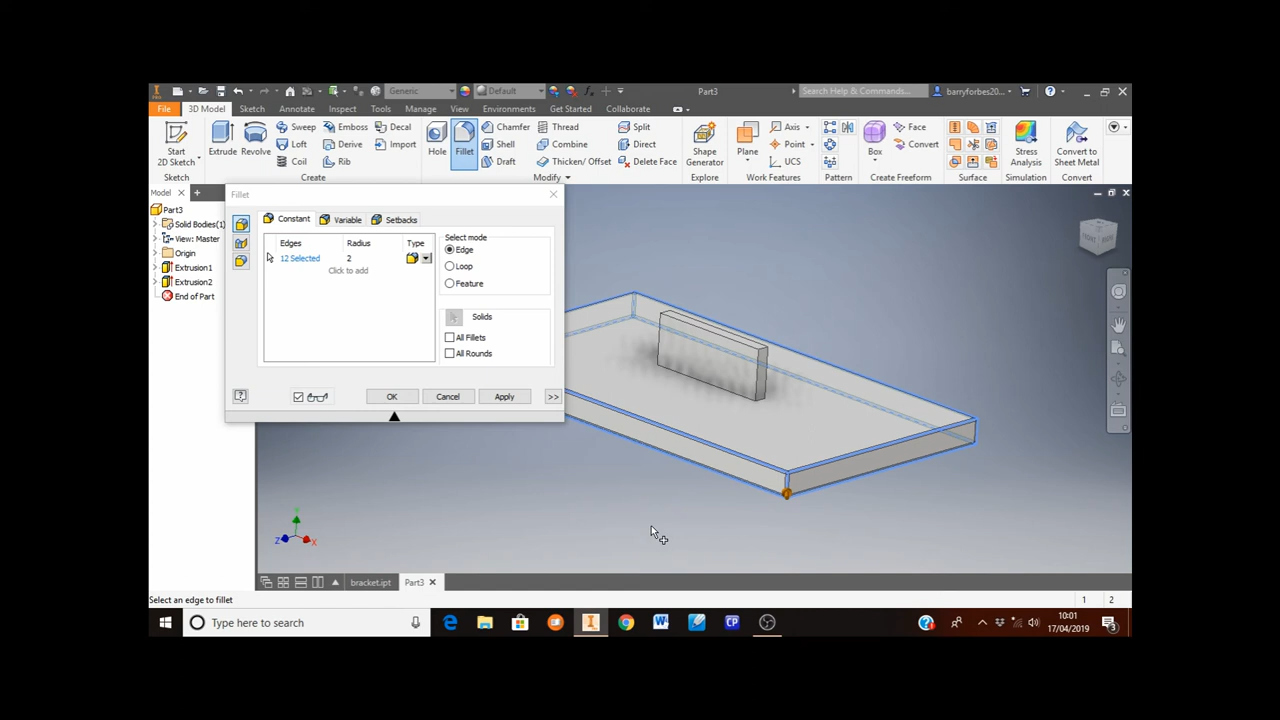 Generic Default Part3 Search Help & Commands... barryforbes20...
File 3D Model Sketch Annotate Inspect Tools Manage View Environments Get Started Collaborate
Start 2D Sketch Extrude Revolve Sweep Emboss Decal Hole Fillet Chamfer Thread Split Shape Generator Plane Axis Box Face Stress Analysis Convert to Sheet Metal
Loft Derive Import Shell Combine Direct Point Convert
Coil Rib Draft Thicken/ Offset Delete Face UCS
Sketch Create Modify Explore Work Features Pattern Create Freeform Surface Simulation Convert
Model
Fillet
Part3
Solid Bodies(1)
View: Master
Origin
Extrusion1
Extrusion2
End of Part
Constant Variable Setbacks
Edges Radius Type
12 Selected 2
Click to add
Select mode
Edge
Loop
Feature
Solids
All Fillets
All Rounds
OK Cancel Apply >>
Y
Z X
bracket.ipt Part3
Select an edge to fillet 1 2
Type here to search 10:01
17/04/2019 3